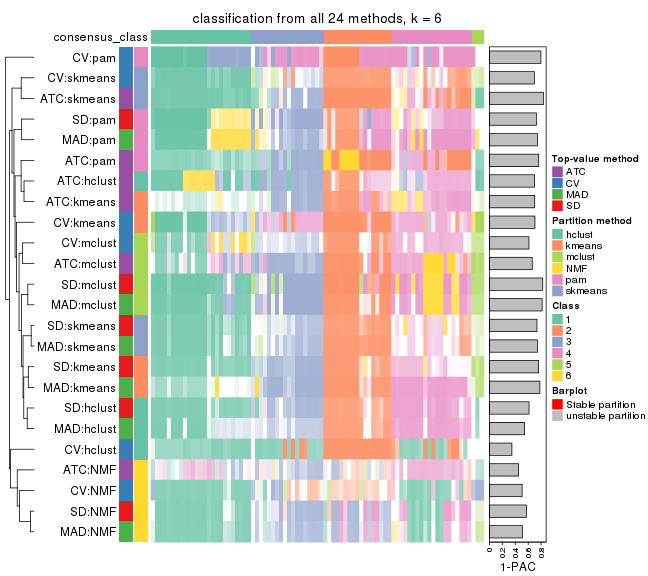 classification from all 24 methods, k = 6
consensus_class
CV:pam
CV:skmeans
ATC:skmeans
SD:pam
MAD:pam
ATC:pam
ATC:hclust
ATC:kmeans
CV:kmeans
CV:mclust
ATC:mclust
SD:mclust
MAD:mclust
SD:skmeans
MAD:skmeans
SD:kmeans
MAD:kmeans
SD:hclust
MAD:hclust
CV:hclust
ATC:NMF
CV:NMF
SD:NMF
MAD:NMF
0 0.2 0.4 0.6 0.8
1-PAC
Top-value method
ATC
CV
MAD
SD
Partition method
hclust
kmeans
mclust
NMF
pam
skmeans
Class
1
2
3
4
5
6
Barplot
Stable partition
unstable partition